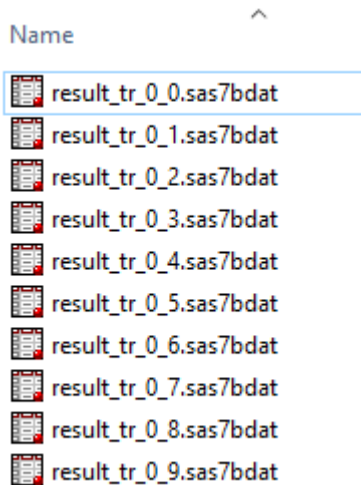 Name
result_tr_0_0.sas7bdat
result_tr_0_1.sas7bdat
result_tr_0_2.sas7bdat
result_tr_0_3.sas7bdat
result_tr_0_4.sas7bdat
result_tr_0_5.sas7bdat
result_tr_0_6.sas7bdat
result_tr_0_7.sas7bdat
result_tr_0_8.sas7bdat
result_tr_0_9.sas7bdat